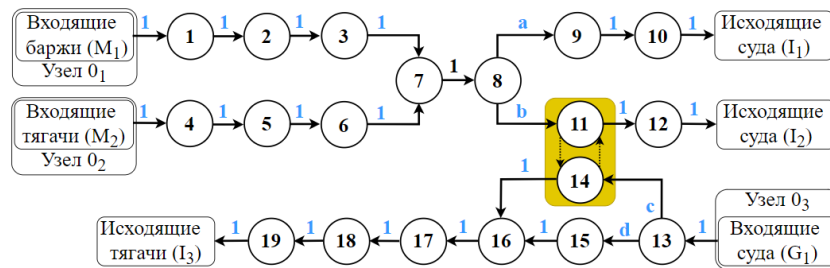 Входящие
баржи (M₁)
Узел 0₁
1 1 1 2 1 3 1
Входящие
тягачи (M₂)
Узел 0₂
1 4 1 5 1 6 1
7 1 8
a 9 1 10 1
Исходящие
суда (I₁)
b 11 1 12 1
Исходящие
суда (I₂)
14
1
c
Узел 0₃
Входящие
суда (G₁)
Исходящие
тягачи (I₃)
1 19 1 18 1 17 1 16 1 15 d 13 1